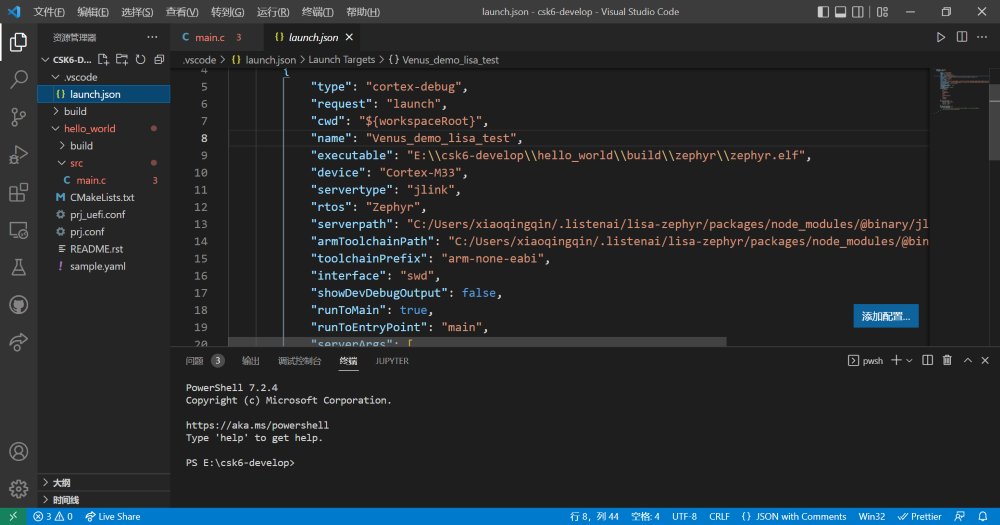 文件(F) 编辑(E) 选择(S) 查看(V) 转到(G) 运行(R) 终端(T) 帮助(H) launch.json - csk6-develop - Visual Studio Code
资源管理器 ···
main.c 3 {} launch.json
CSK6-D...
.vscode > {} launch.json > Launch Targets > {} Venus_demo_lisa_test
.vscode
{} launch.json
build
hello_world
build
src
C main.c 3
CMakeLists.txt
prj_uefi.conf
prj.conf
README.rst
! sample.yaml
大纲
时间线
4 {
5 "type": "cortex-debug",
6 "request": "launch",
7 "cwd": "${workspaceRoot}",
8 "name": "Venus_demo_lisa_test",
9 "executable": "E:\\csk6-develop\\hello_world\\build\\zephyr\\zephyr.elf",
10 "device": "Cortex-M33",
11 "servertype": "jlink",
12 "rtos": "Zephyr",
13 "serverpath": "C:/Users/xiaoqingqin/.listenai/lisa-zephyr/packages/node_modules/@binary/jl
14 "armToolchainPath": "C:/Users/xiaoqingqin/.listenai/lisa-zephyr/packages/node_modules/@bin
15 "toolchainPrefix": "arm-none-eabi",
16 "interface": "swd",
17 "showDevDebugOutput": false,
18 "runToMain": true,
19 "runToEntryPoint": "main",
20 "serverArgs": [
添加配置...
问题 3 输出 调试控制台 终端 JUPYTER pwsh
PowerShell 7.2.4
Copyright (c) Microsoft Corporation.
https://aka.ms/powershell
Type 'help' to get help.
PS E:\csk6-develop>
3 0 Live Share 行 8，列 44 空格: 4 UTF-8 CRLF {} JSON with Comments Win32 Prettier